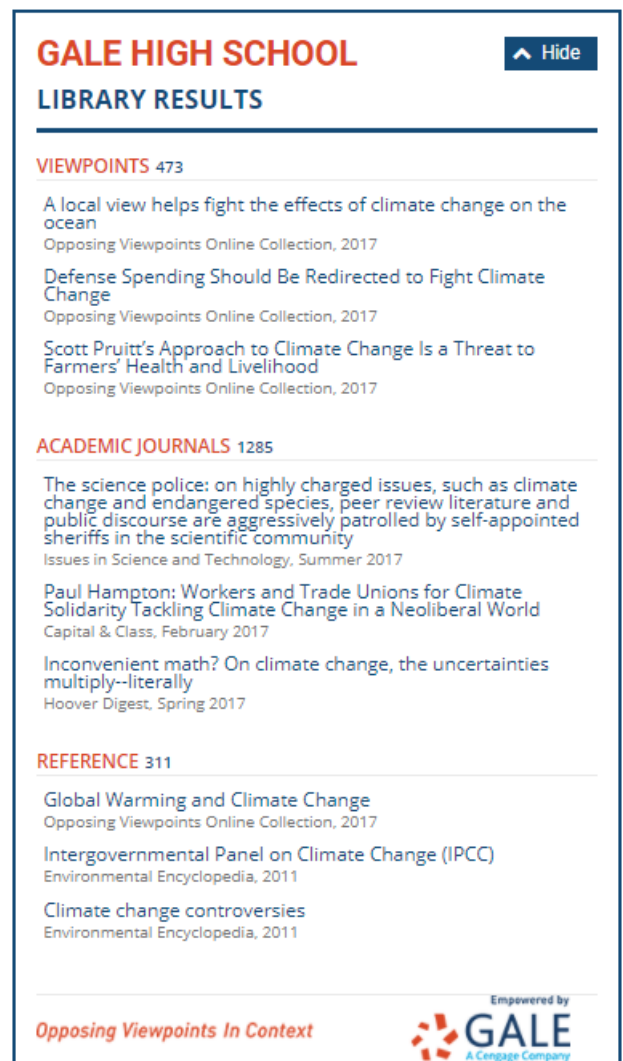 GALE HIGH SCHOOL
Hide
LIBRARY RESULTS
VIEWPOINTS 473
A local view helps fight the effects of climate change on the
ocean
Opposing Viewpoints Online Collection, 2017
Defense Spending Should Be Redirected to Fight Climate
Change
Opposing Viewpoints Online Collection, 2017
Scott Pruitt’s Approach to Climate Change Is a Threat to
Farmers’ Health and Livelihood
Opposing Viewpoints Online Collection, 2017
ACADEMIC JOURNALS 1285
The science police: on highly charged issues, such as climate
change and endangered species, peer review literature and
public discourse are aggressively patrolled by self-appointed
sheriffs in the scientific community
Issues in Science and Technology, Summer 2017
Paul Hampton: Workers and Trade Unions for Climate
Solidarity Tackling Climate Change in a Neoliberal World
Capital & Class, February 2017
Inconvenient math? On climate change, the uncertainties
multiply--literally
Hoover Digest, Spring 2017
REFERENCE 311
Global Warming and Climate Change
Opposing Viewpoints Online Collection, 2017
Intergovernmental Panel on Climate Change (IPCC)
Environmental Encyclopedia, 2011
Climate change controversies
Environmental Encyclopedia, 2011
Opposing Viewpoints In Context
Empowered by
GALE
A Cengage Company